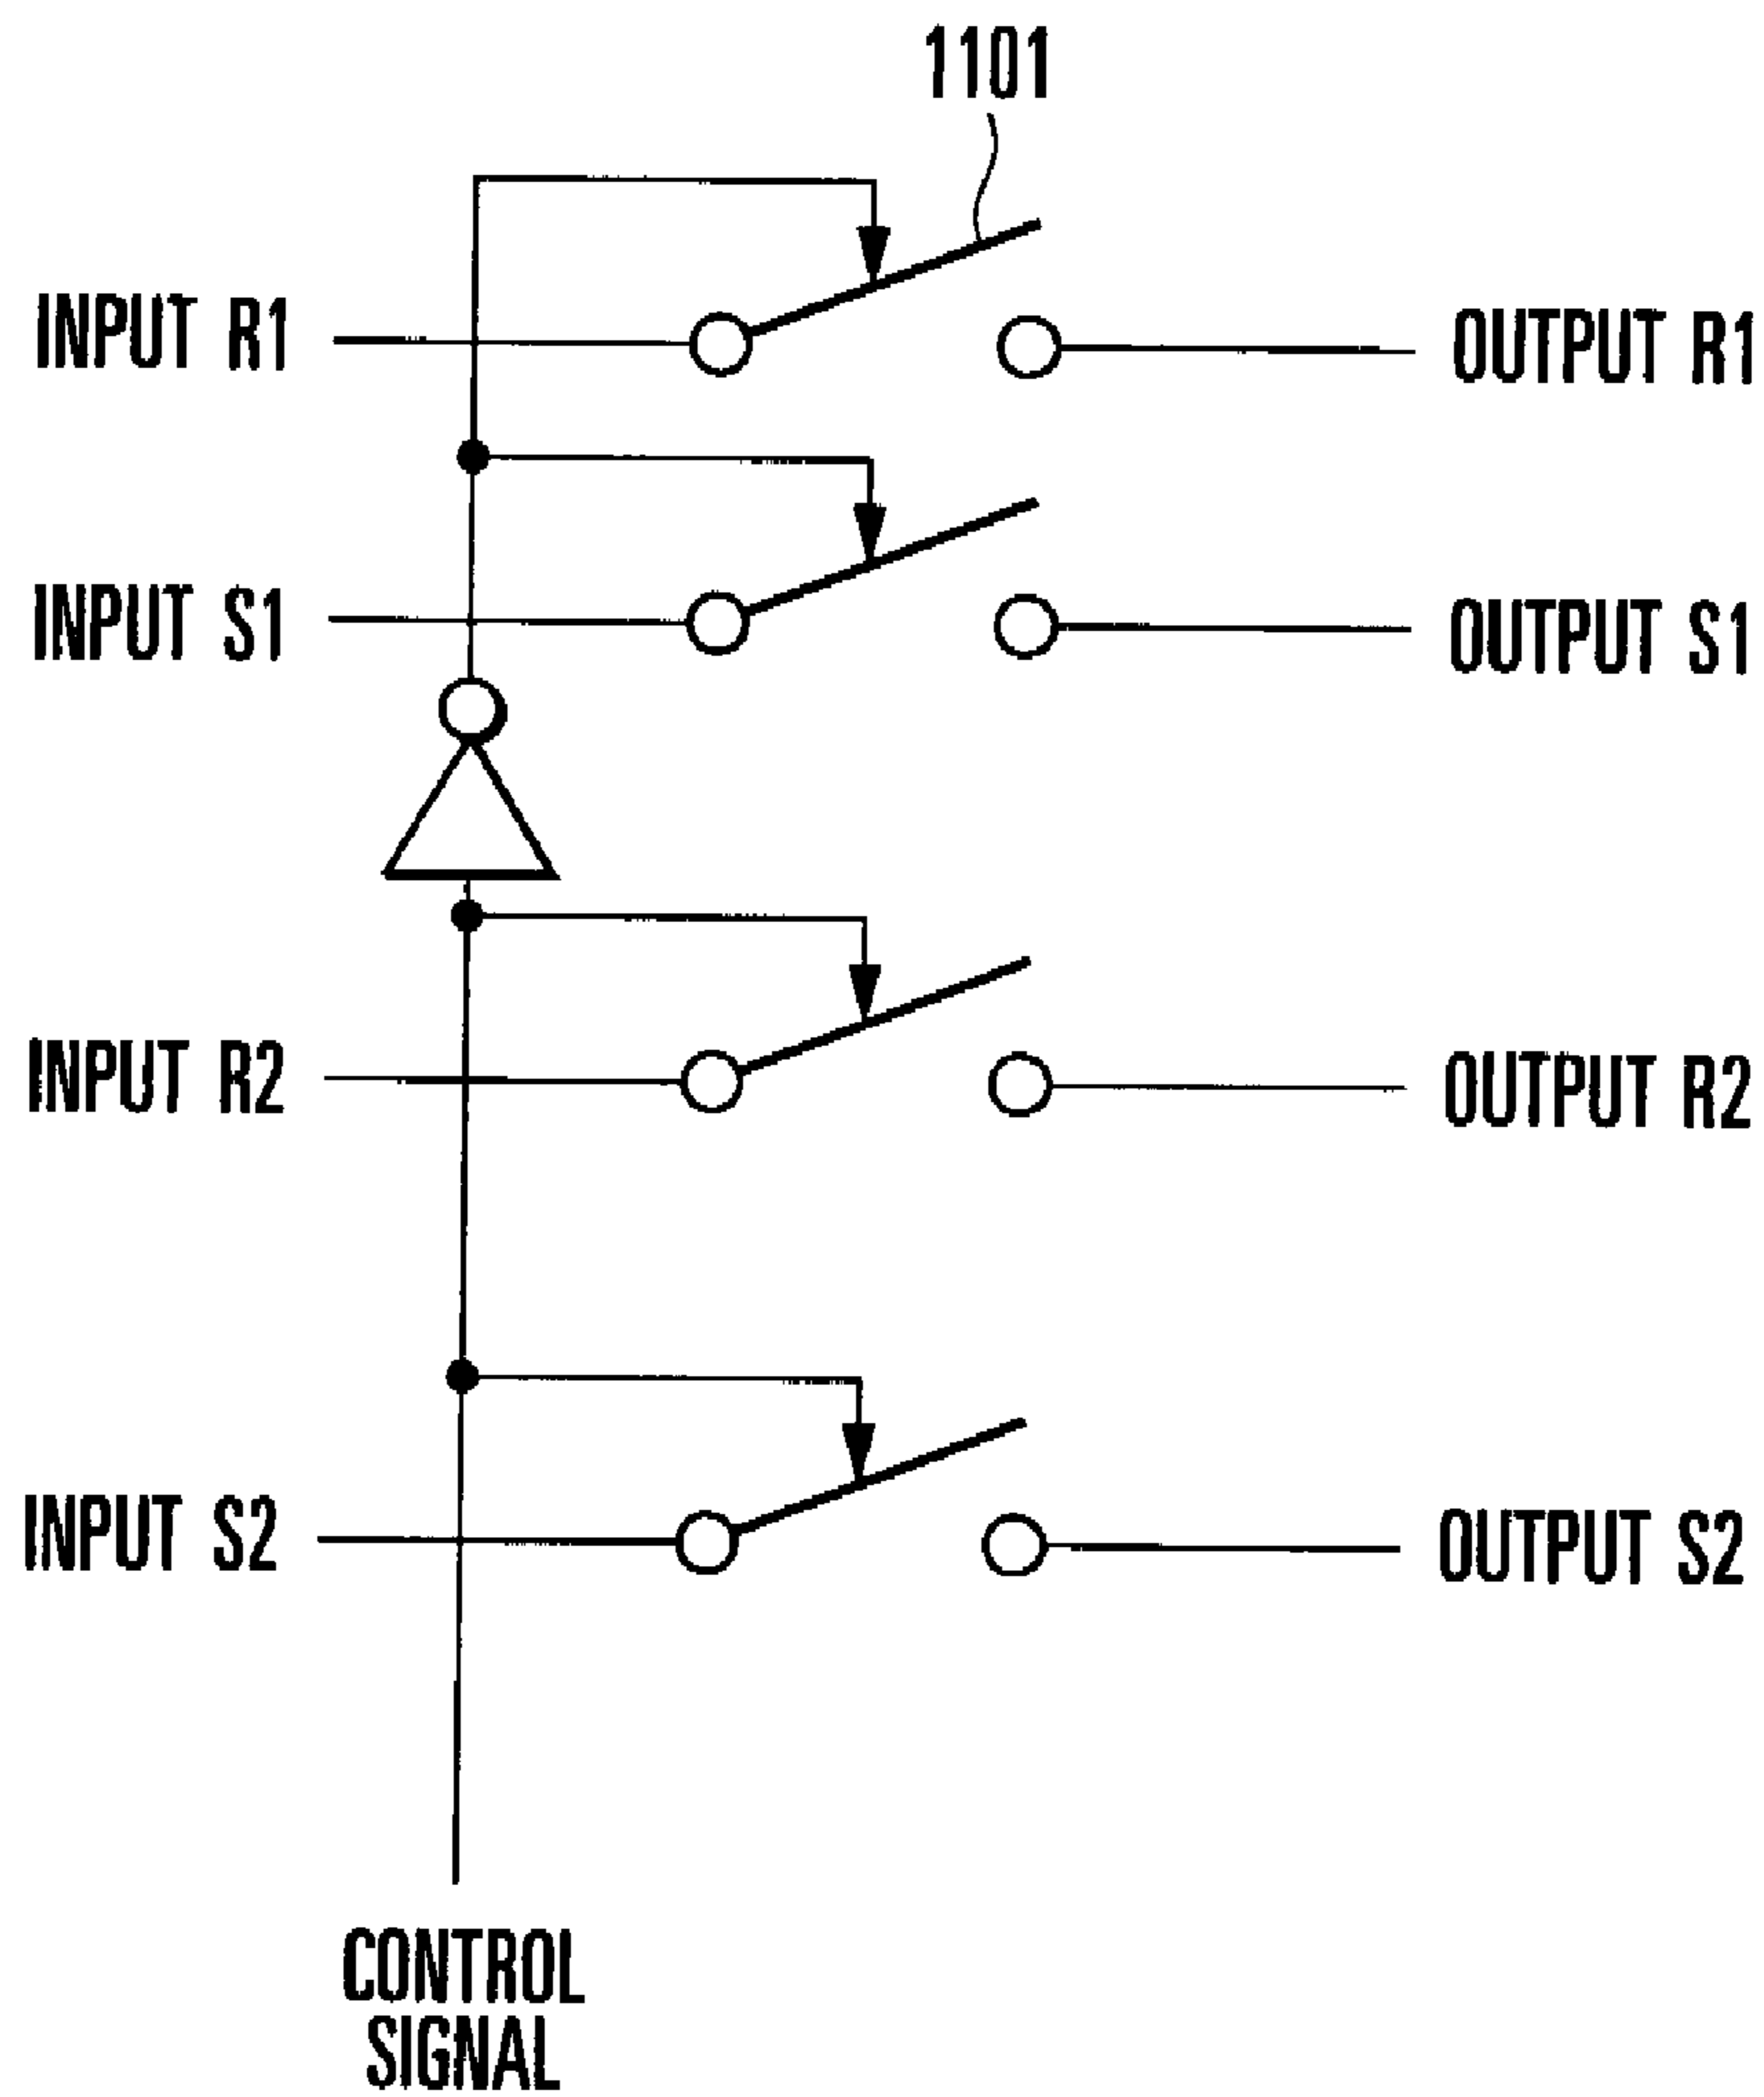 1101
INPUT R1
OUTPUT R1
INPUT S1
OUTPUT S1
INPUT R2
OUTPUT R2
INPUT S2
OUTPUT S2
CONTROL
SIGNAL